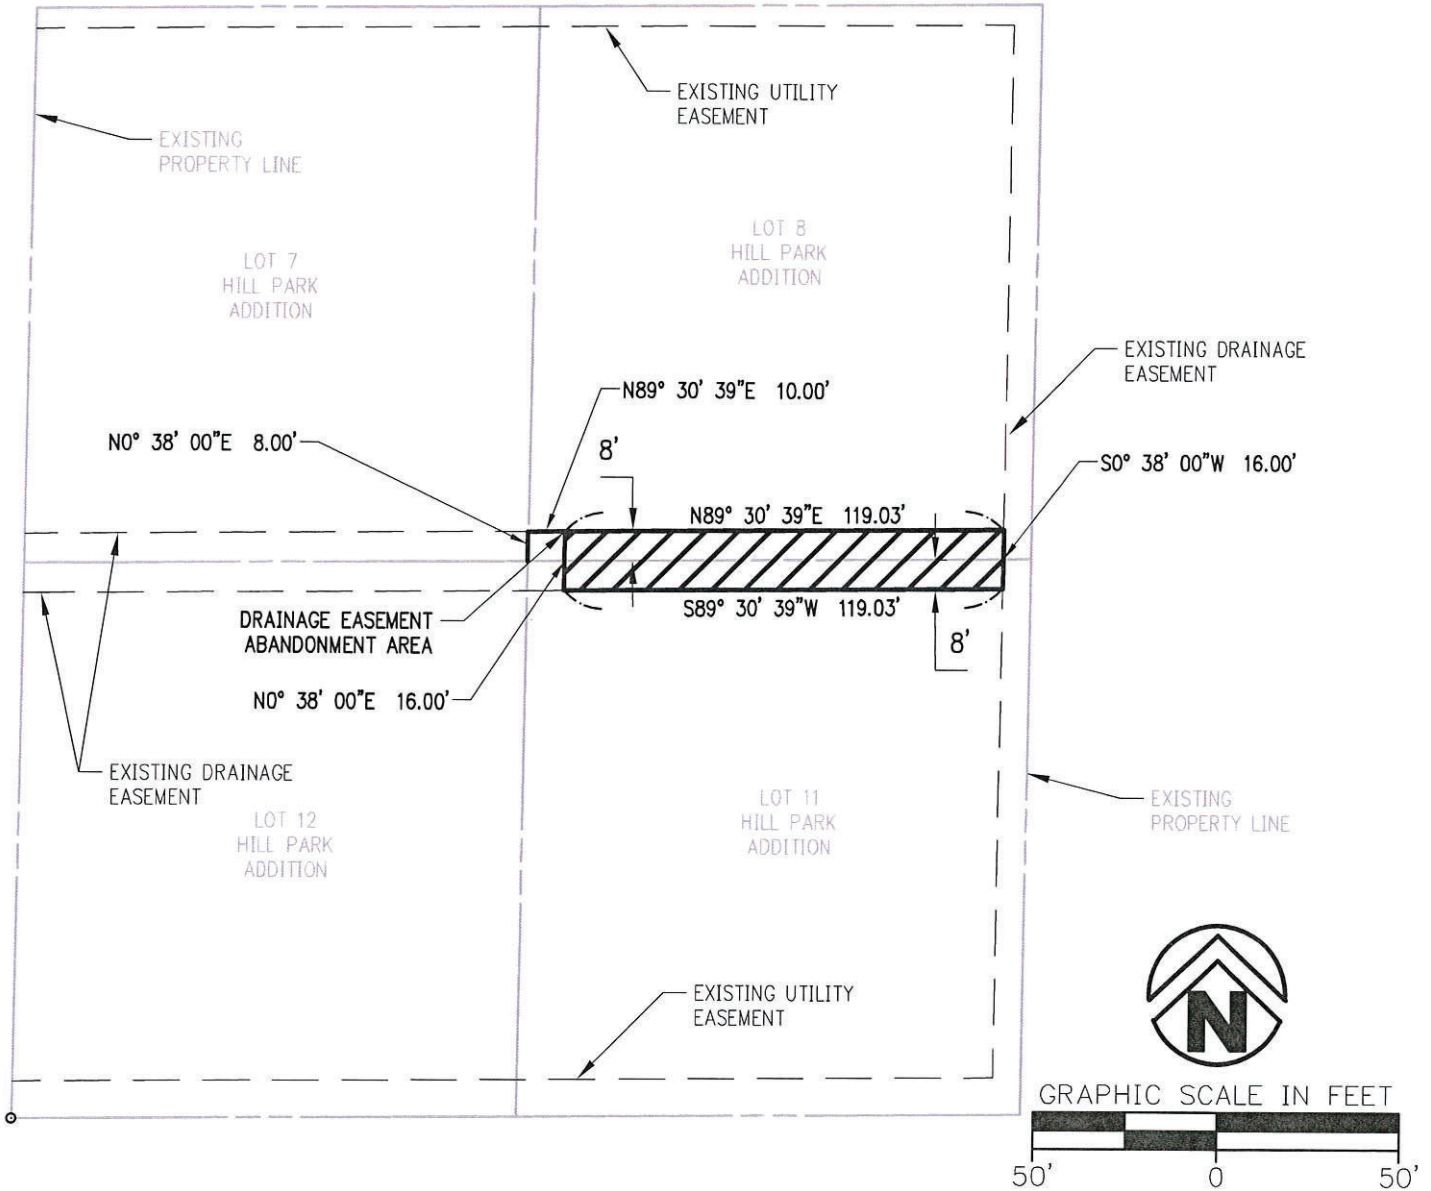 EXISTING UTILITY
EASEMENT
EXISTING
PROPERTY LINE
LOT 7
HILL PARK
ADDITION
LOT 8
HILL PARK
ADDITION
EXISTING DRAINAGE
EASEMENT
N89° 30' 39"E 10.00'
N0° 38' 00"E 8.00'
8'
S0° 38' 00"W 16.00'
N89° 30' 39"E 119.03'
DRAINAGE EASEMENT
ABANDONMENT AREA
S89° 30' 39"W 119.03'
8'
N0° 38' 00"E 16.00'
EXISTING DRAINAGE
EASEMENT
LOT 12
HILL PARK
ADDITION
LOT 11
HILL PARK
ADDITION
EXISTING
PROPERTY LINE
EXISTING UTILITY
EASEMENT
N
GRAPHIC SCALE IN FEET
50' 0 50'